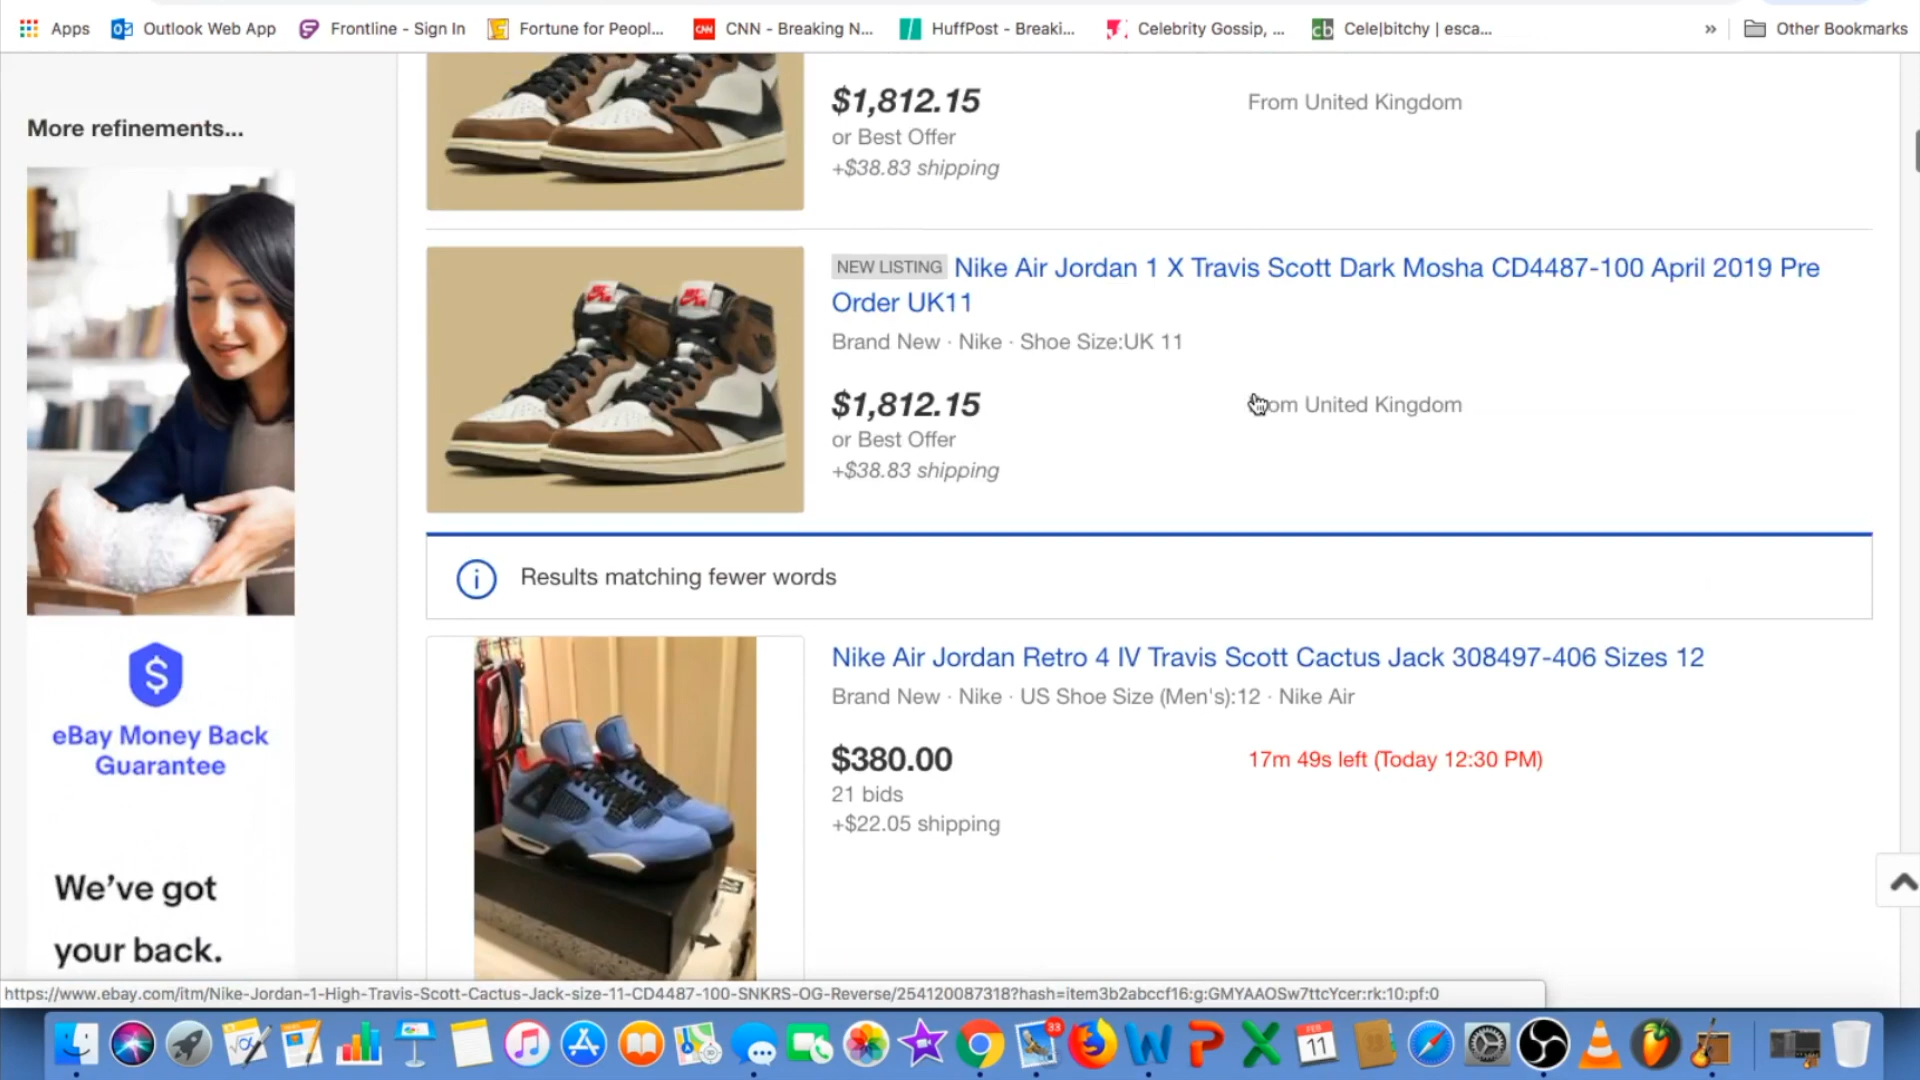 Apps
Outlook Web App
Frontline - Sign In
Fortune for Peopl...
CNN - Breaking N...
HuffPost - Breaki...
Celebrity Gossip, ...
Cele|bitchy | esca...
»
Other Bookmarks
More refinements...
$1,812.15
From United Kingdom
or Best Offer
+$38.83 shipping
NEW LISTING Nike Air Jordan 1 X Travis Scott Dark Mosha CD4487-100 April 2019 Pre
Order UK11
Brand New · Nike · Shoe Size:UK 11
$1,812.15
om United Kingdom
or Best Offer
+$38.83 shipping
Results matching fewer words
Nike Air Jordan Retro 4 IV Travis Scott Cactus Jack 308497-406 Sizes 12
Brand New · Nike · US Shoe Size (Men's):12 · Nike Air
$380.00
17m 49s left (Today 12:30 PM)
21 bids
+$22.05 shipping
$
eBay Money Back
Guarantee
We've got
your back.
https://www.ebay.com/itm/Nike-Jordan-1-High-Travis-Scott-Cactus-Jack-size-11-CD4487-100-SNKRS-OG-Reverse/254120087318?hash=item3b2abccf16:g:GMYAAOSw7ttcYcer:rk:10:pf:0
33
FEB
11